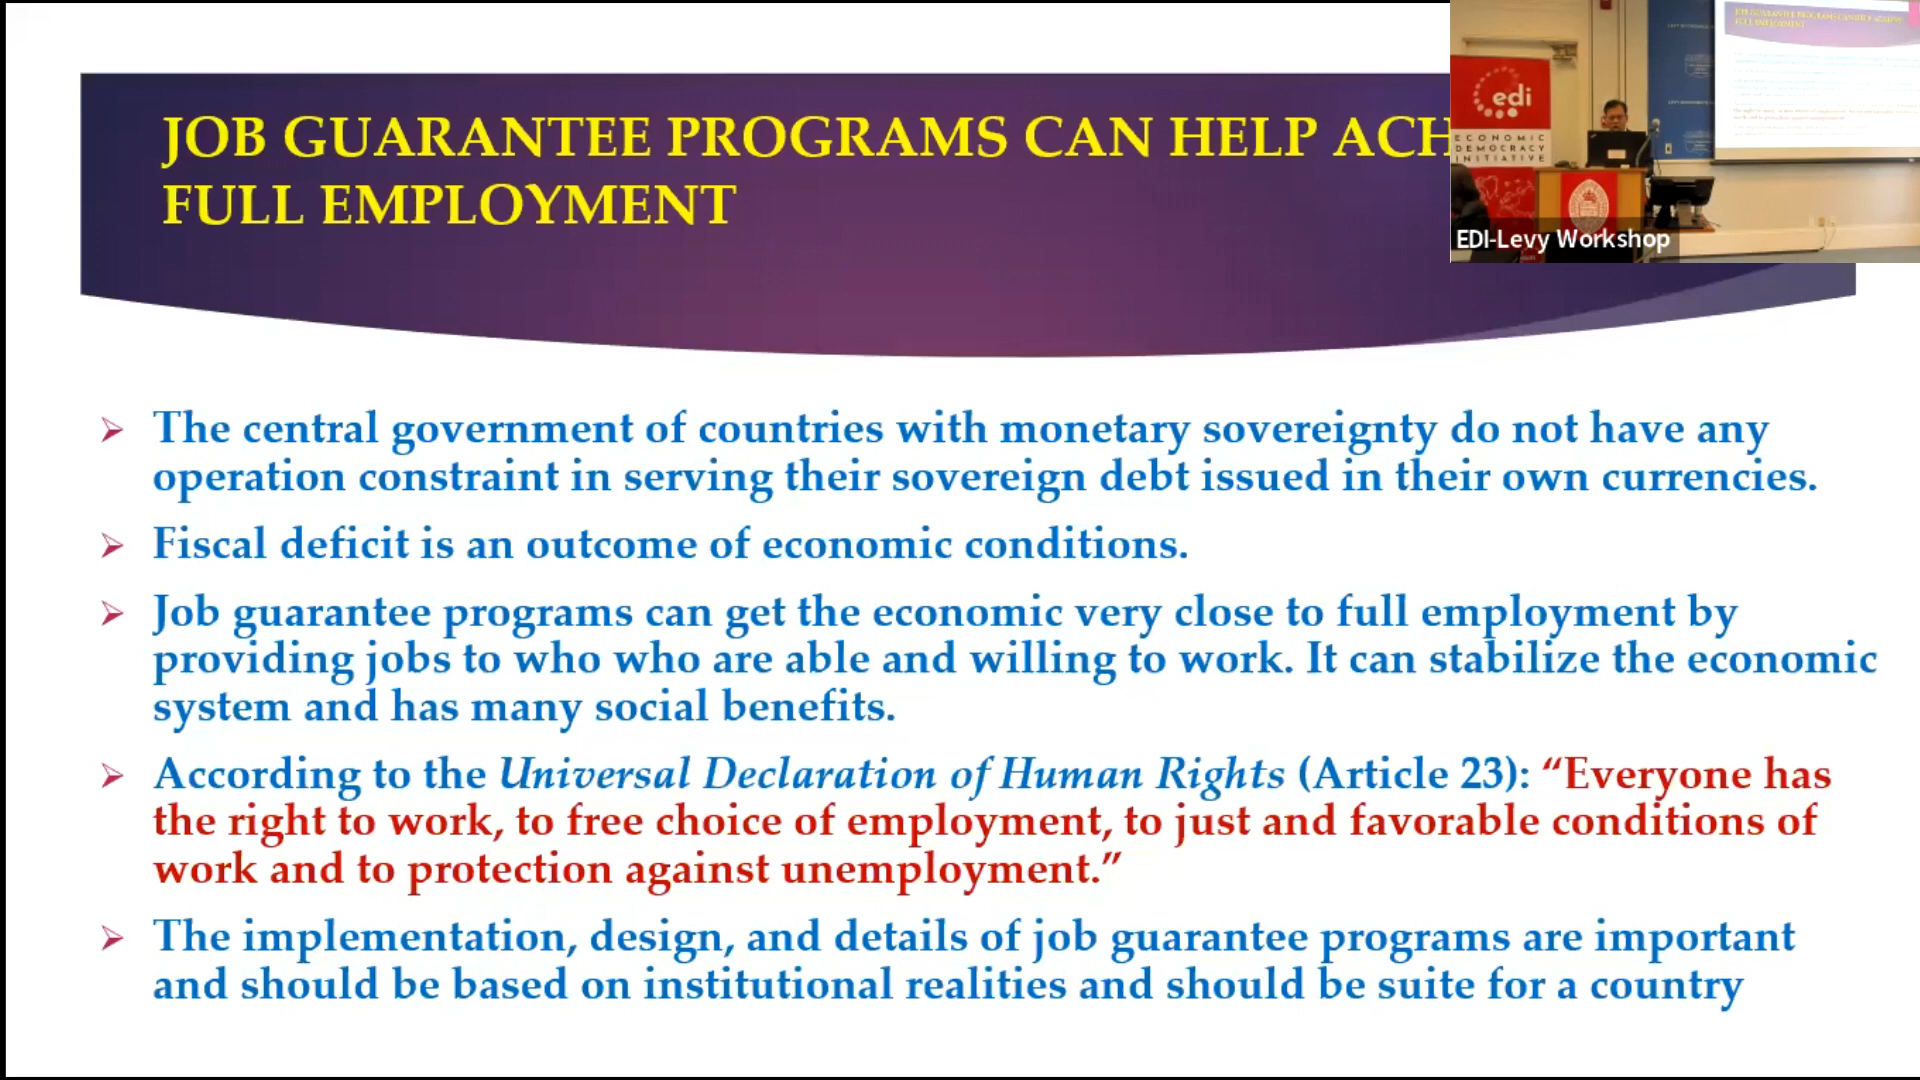 JOB GUARANTEE PROGRAMS CAN HELP ACH
FULL EMPLOYMENT
edi
ECONOMIC
DEMOCRACY
INITIATIVE
EDI-Levy Workshop
The central government of countries with monetary sovereignty do not have any
operation constraint in serving their sovereign debt issued in their own currencies.
Fiscal deficit is an outcome of economic conditions.
Job guarantee programs can get the economic very close to full employment by
providing jobs to who who are able and willing to work. It can stabilize the economic
system and has many social benefits.
According to the Universal Declaration of Human Rights (Article 23): “Everyone has
the right to work, to free choice of employment, to just and favorable conditions of
work and to protection against unemployment.”
The implementation, design, and details of job guarantee programs are important
and should be based on institutional realities and should be suite for a country